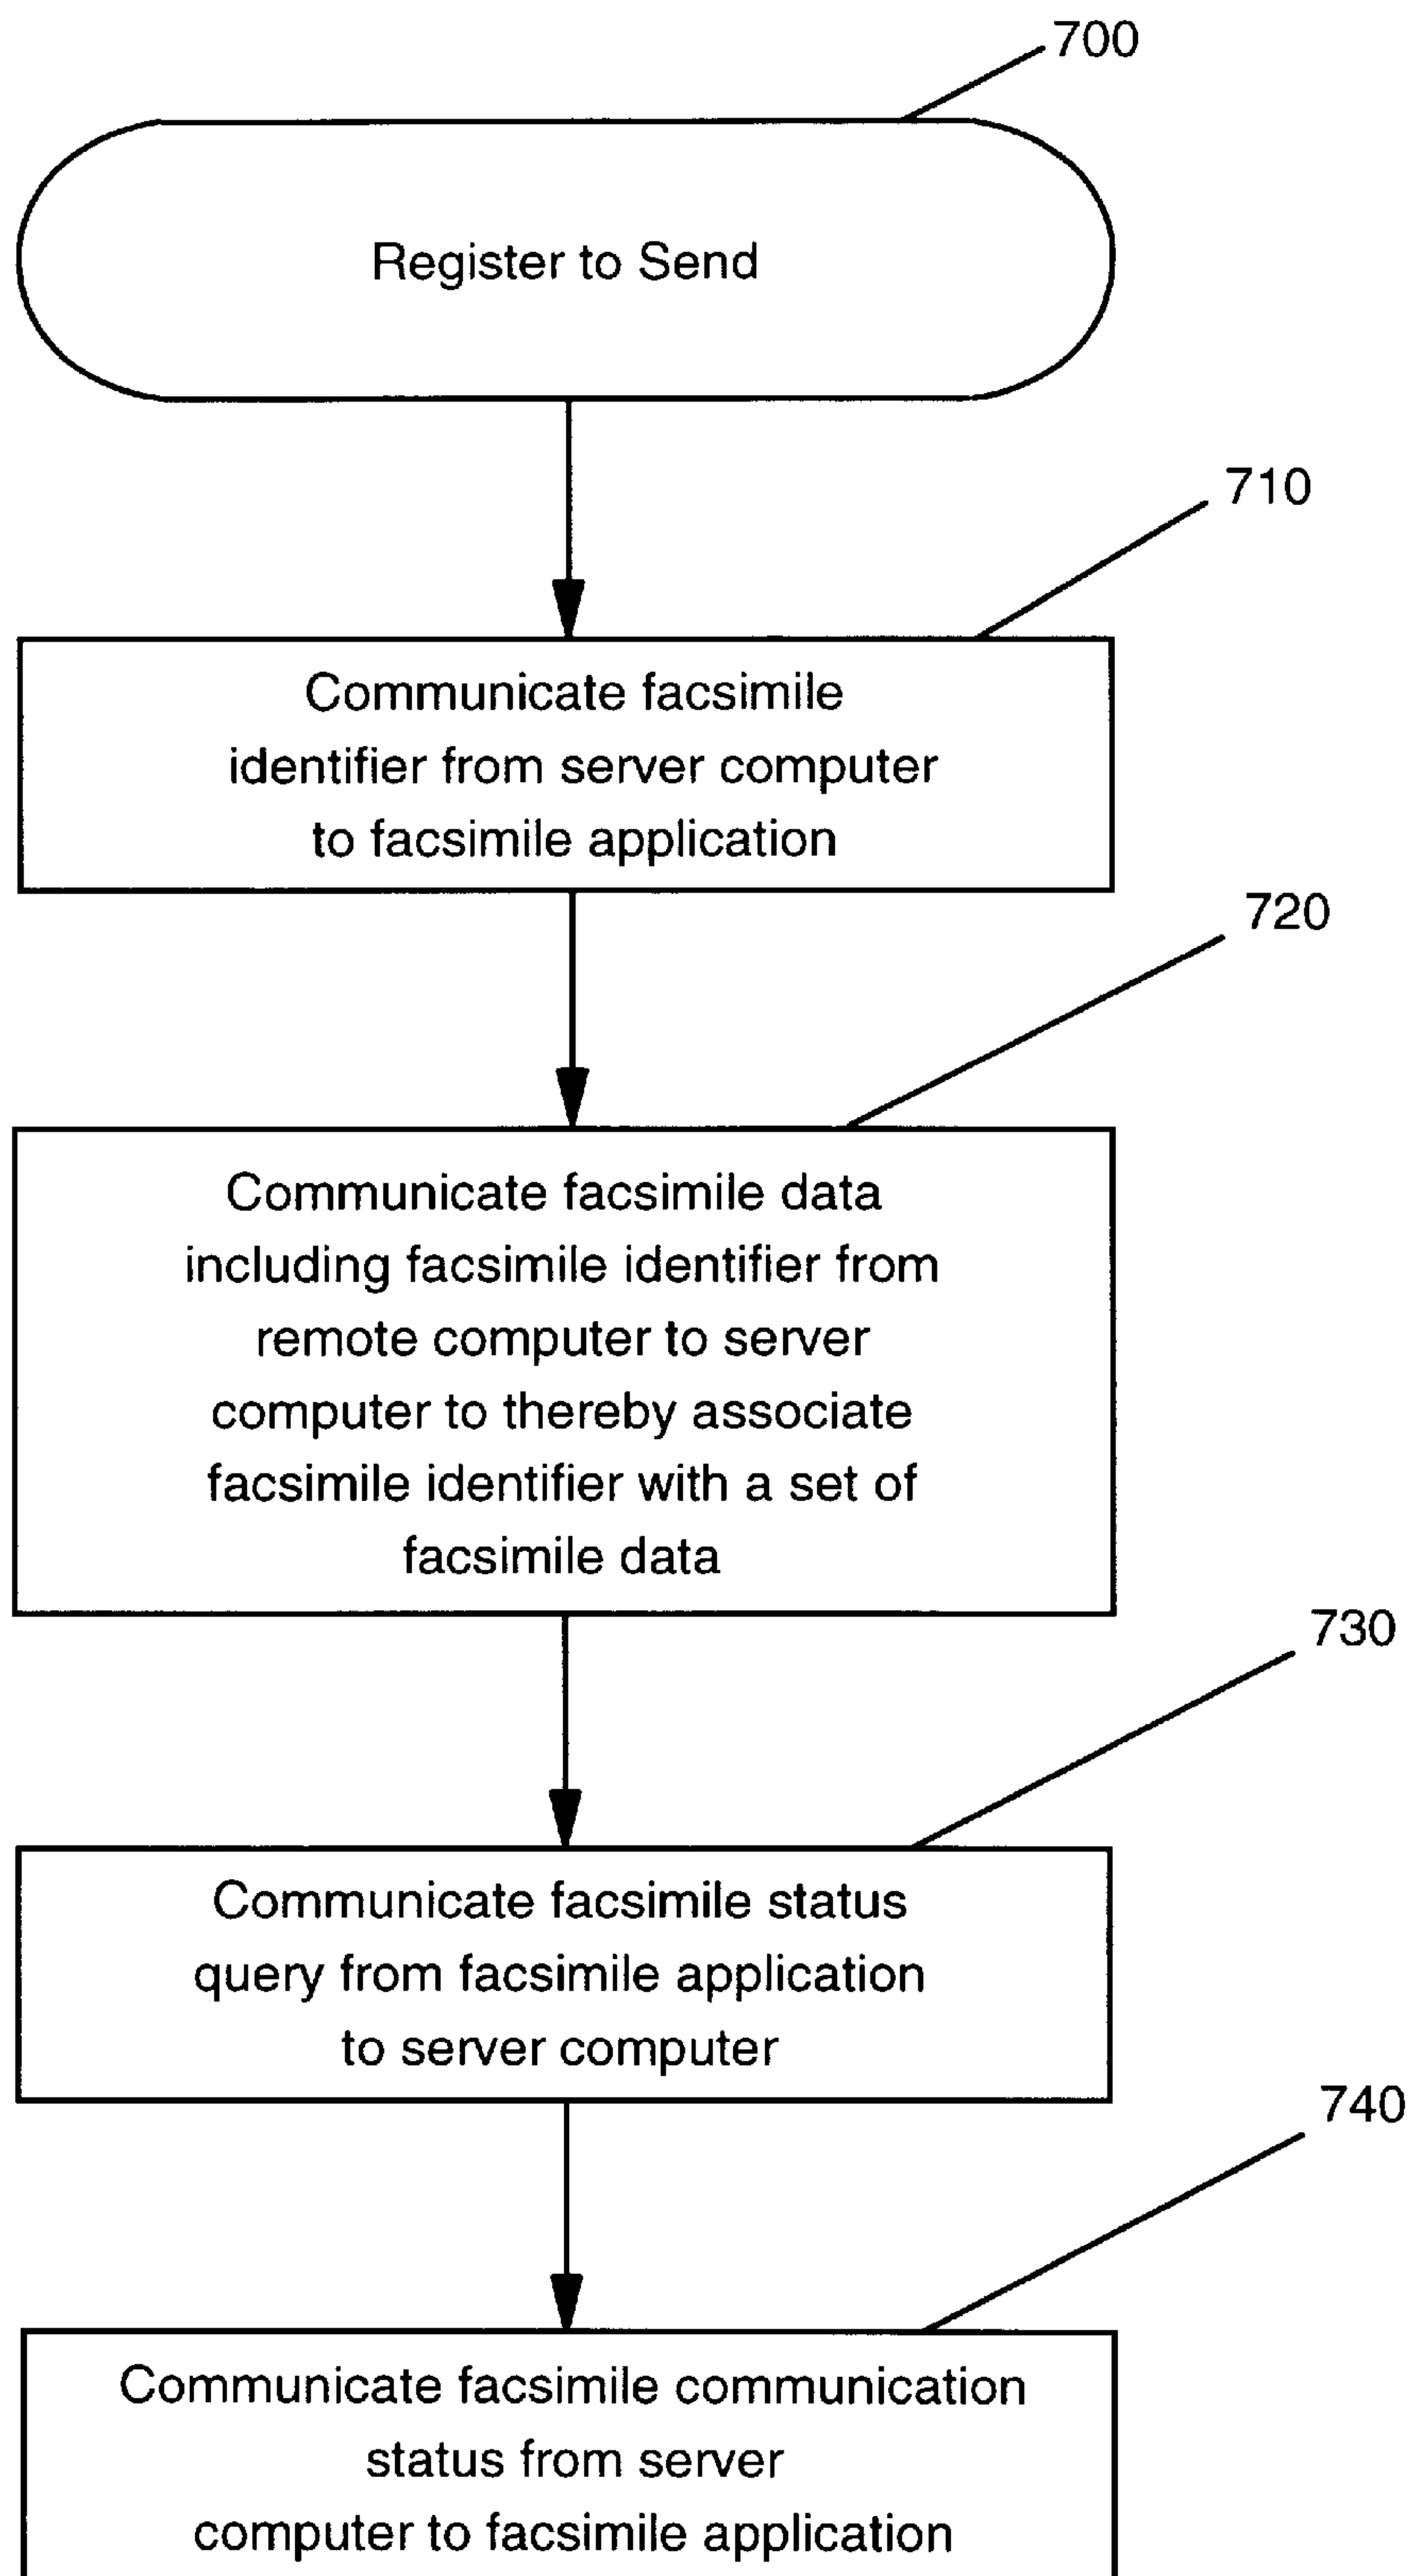 700
Register to Send
710
Communicate facsimile
identifier from server computer
to facsimile application
720
Communicate facsimile data
including facsimile identifier from
remote computer to server
computer to thereby associate
facsimile identifier with a set of
facsimile data
730
Communicate facsimile status
query from facsimile application
to server computer
740
Communicate facsimile communication
status from server
computer to facsimile application